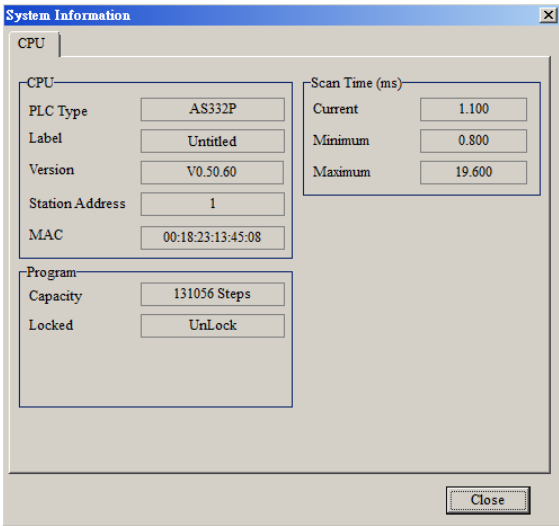 System Information
CPU
CPU
PLC Type AS332P
Label Untitled
Version V0.50.60
Station Address 1
MAC 00:18:23:13:45:08
Program
Capacity 131056 Steps
Locked UnLock
Scan Time (ms)
Current 1.100
Minimum 0.800
Maximum 19.600
Close